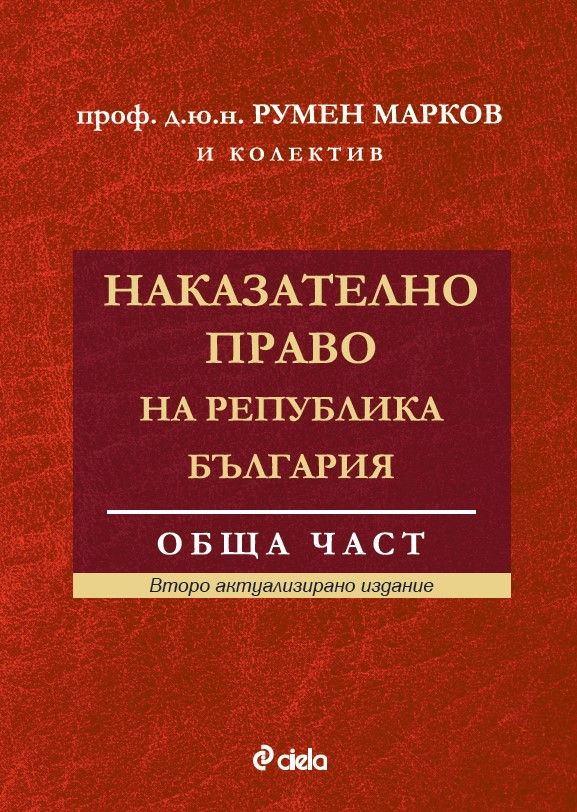 проф. д.ю.н. РУМЕН МАРКОВ
И КОЛЕКТИВ
НАКАЗАТЕЛНО
ПРАВО
НА РЕПУБЛИКА
БЪЛГАРИЯ
ОБЩА ЧАСТ
Второ актуализирано издание
ciela